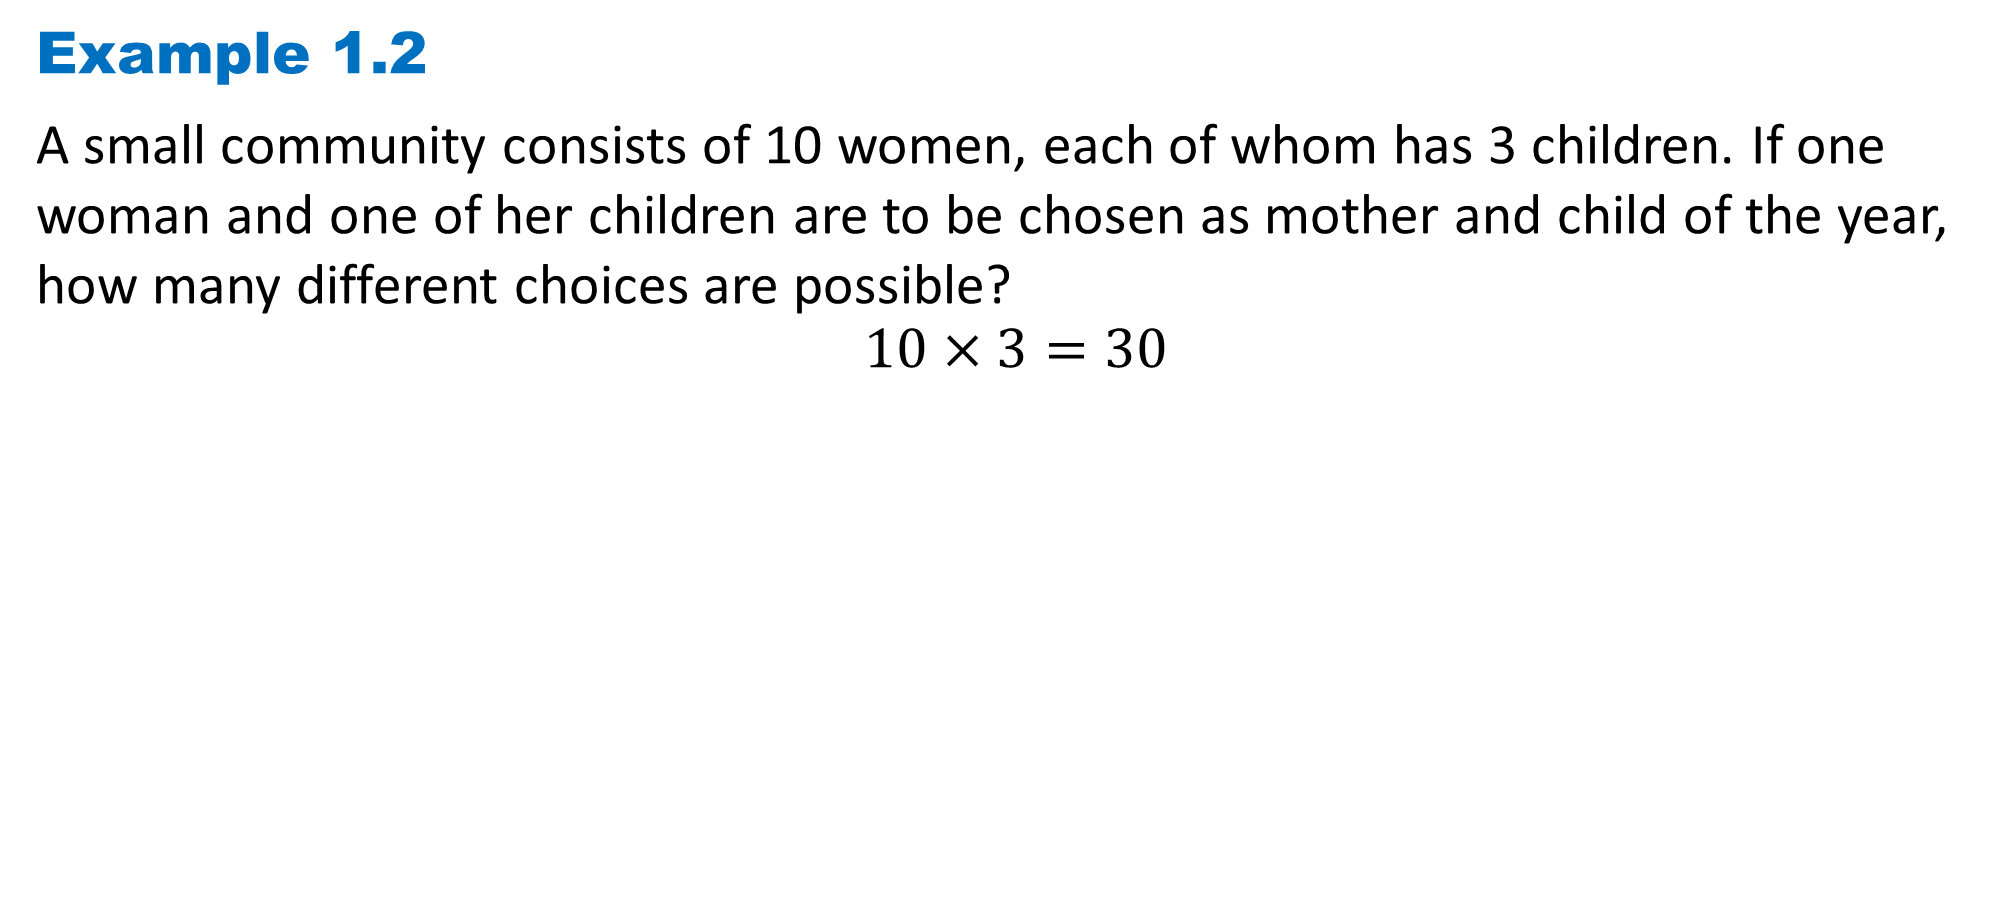 Example 1.2
A small community consists of 10 women, each of whom has 3 children. If one
woman and one of her children are to be chosen as mother and child of the year,
how many different choices are possible?
10 × 3 = 30